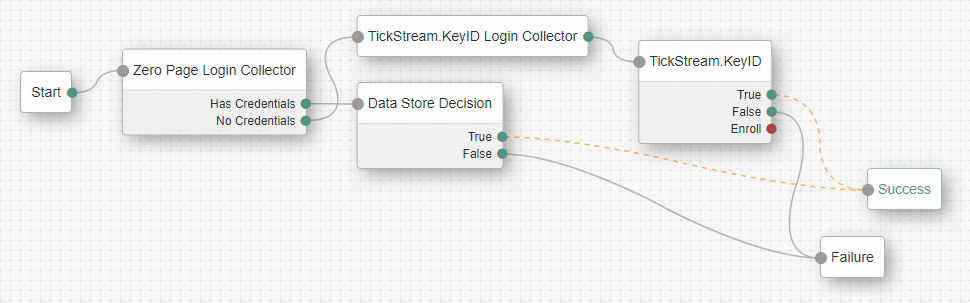 Start
Zero Page Login Collector
Has Credentials
No Credentials
TickStream.KeyID Login Collector
Data Store Decision
True
False
TickStream.KeyID
True
False
Enroll
Success
Failure